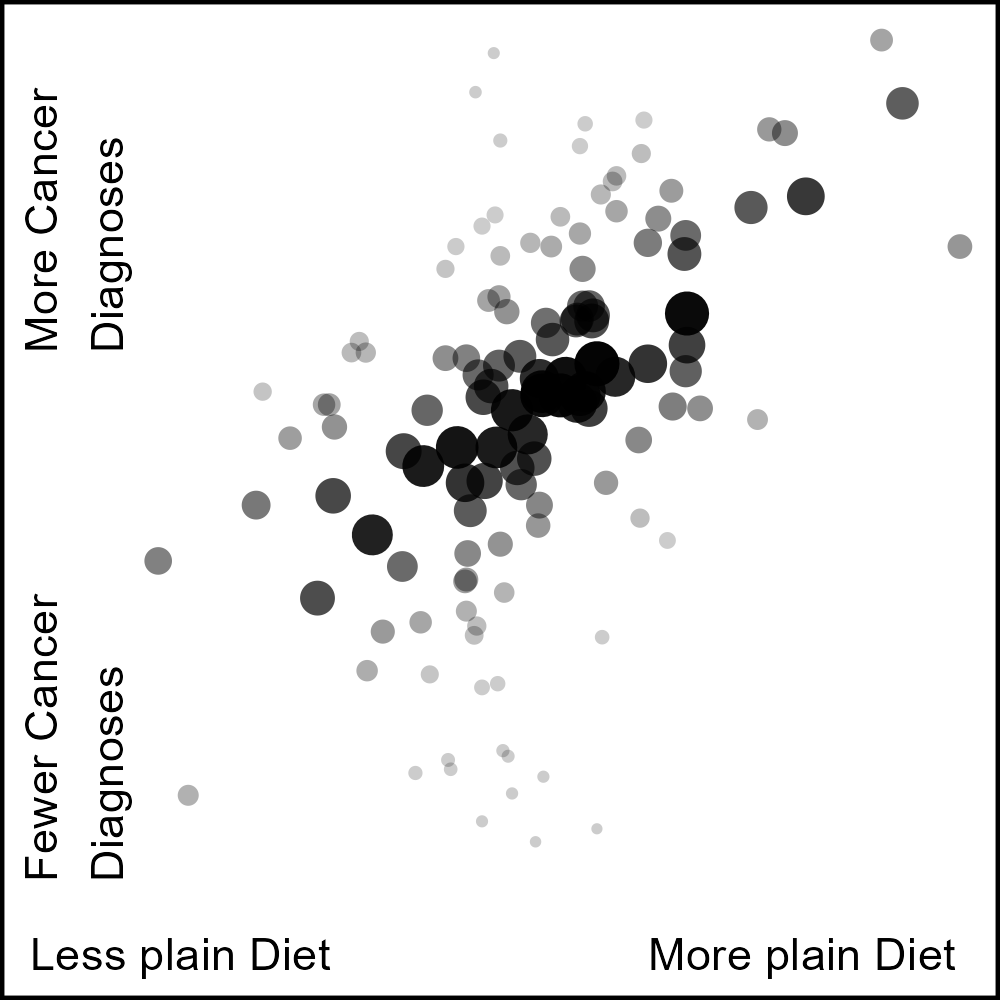 More Cancer
Diagnoses
Fewer Cancer
Diagnoses
Less plain Diet
More plain Diet